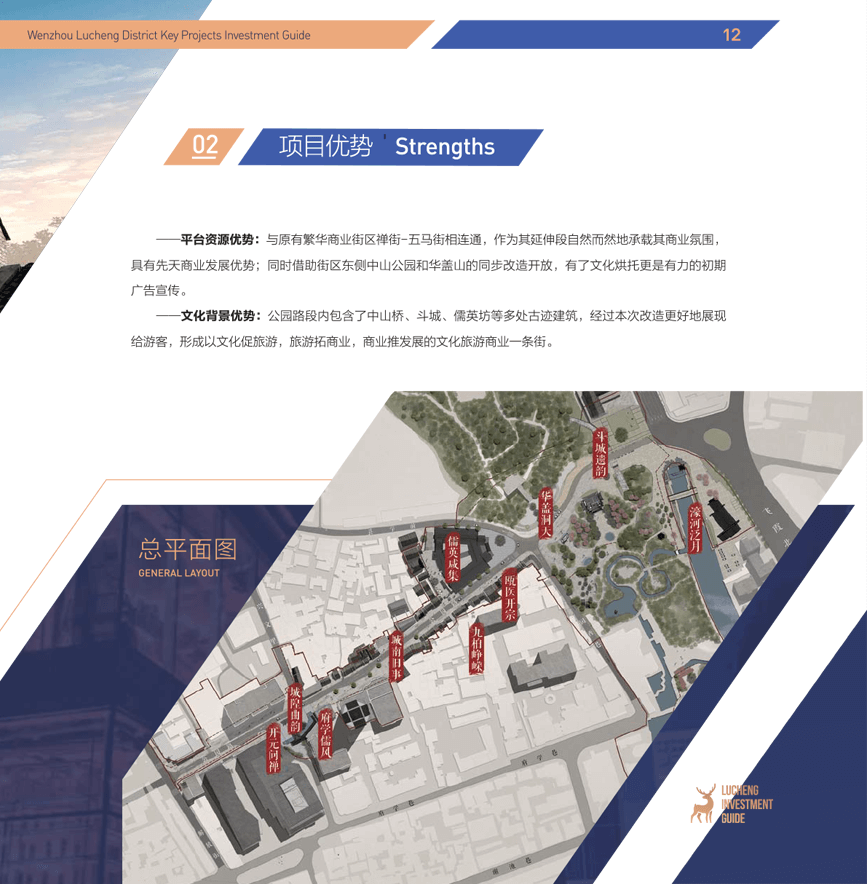 Wenzhou Lucheng District Key Projects Investment Guide
12
02
项目优势 Strengths
——平台资源优势：与原有繁华商业街区禅街-五马街相连通，作为其延伸段自然而然地承载其商业氛围，
具有先天商业发展优势；同时借助街区东侧中山公园和华盖山的同步改造开放，有了文化烘托更是有力的初期
广告宣传。
——文化背景优势：公园路段内包含了中山桥、斗城、儒英坊等多处古迹建筑，经过本次改造更好地展现
给游客，形成以文化促旅游，旅游拓商业，商业推发展的文化旅游商业一条街。
总平面图
GENERAL LAYOUT
斗城遗韵
华盖洞天
濠河泛月
儒英咸集
瓯医开宗
九柏峥嵘
城南旧事
城隍曲韵
府学儒风
开元问禅
府学巷
府学巷
LUCHENG
INVESTMENT
GUIDE